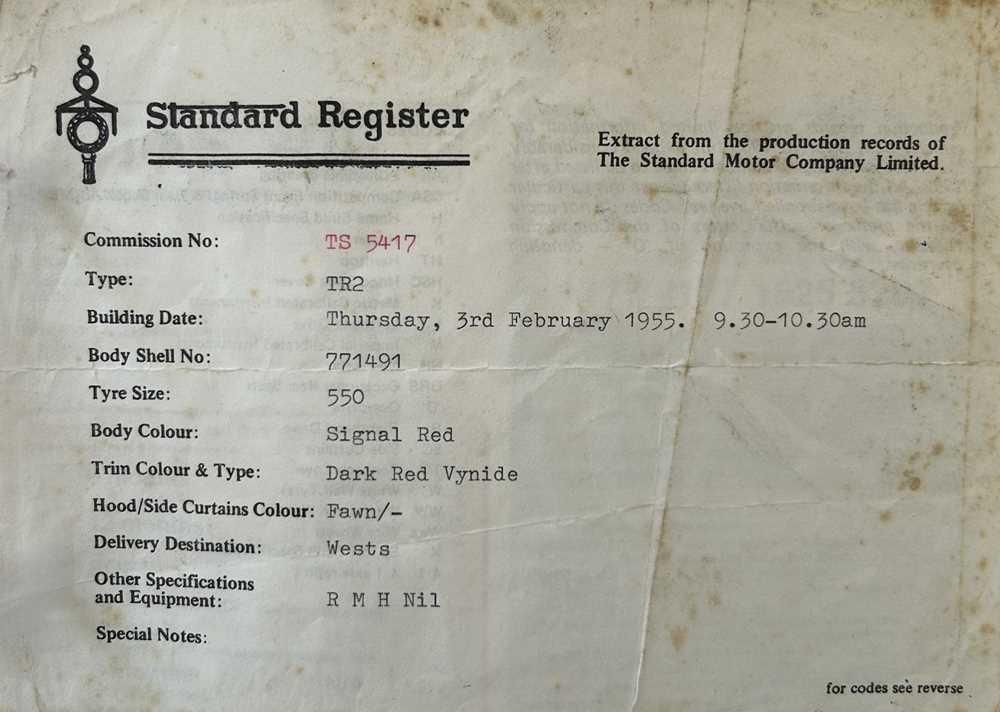 Standard Register
Extract from the production records of
The Standard Motor Company Limited.
Commission No: TS 5417
Type: TR2
Building Date: Thursday, 3rd February 1955. 9.30-10.30am
Body Shell No: 771491
Tyre Size: 550
Body Colour: Signal Red
Trim Colour & Type: Dark Red Vynide
Hood/Side Curtains Colour: Fawn/-
Delivery Destination: Wests
Other Specifications
and Equipment: R M H Nil
Special Notes:
for codes see reverse